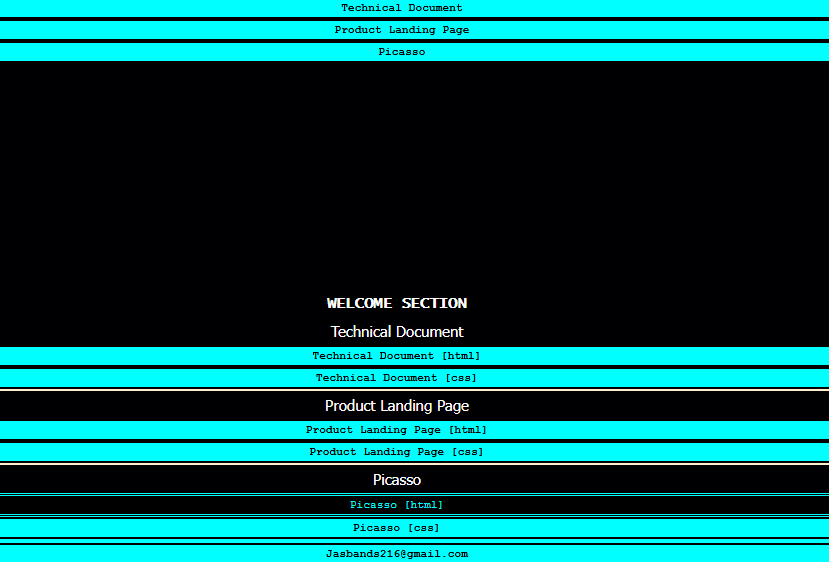 Technical Document
Product Landing Page
Picasso
WELCOME SECTION
Technical Document
Technical Document [html]
Technical Document [css]
Product Landing Page
Product Landing Page [html]
Product Landing Page [css]
Picasso
Picasso [html]
Picasso [css]
Jasbands216@gmail.com